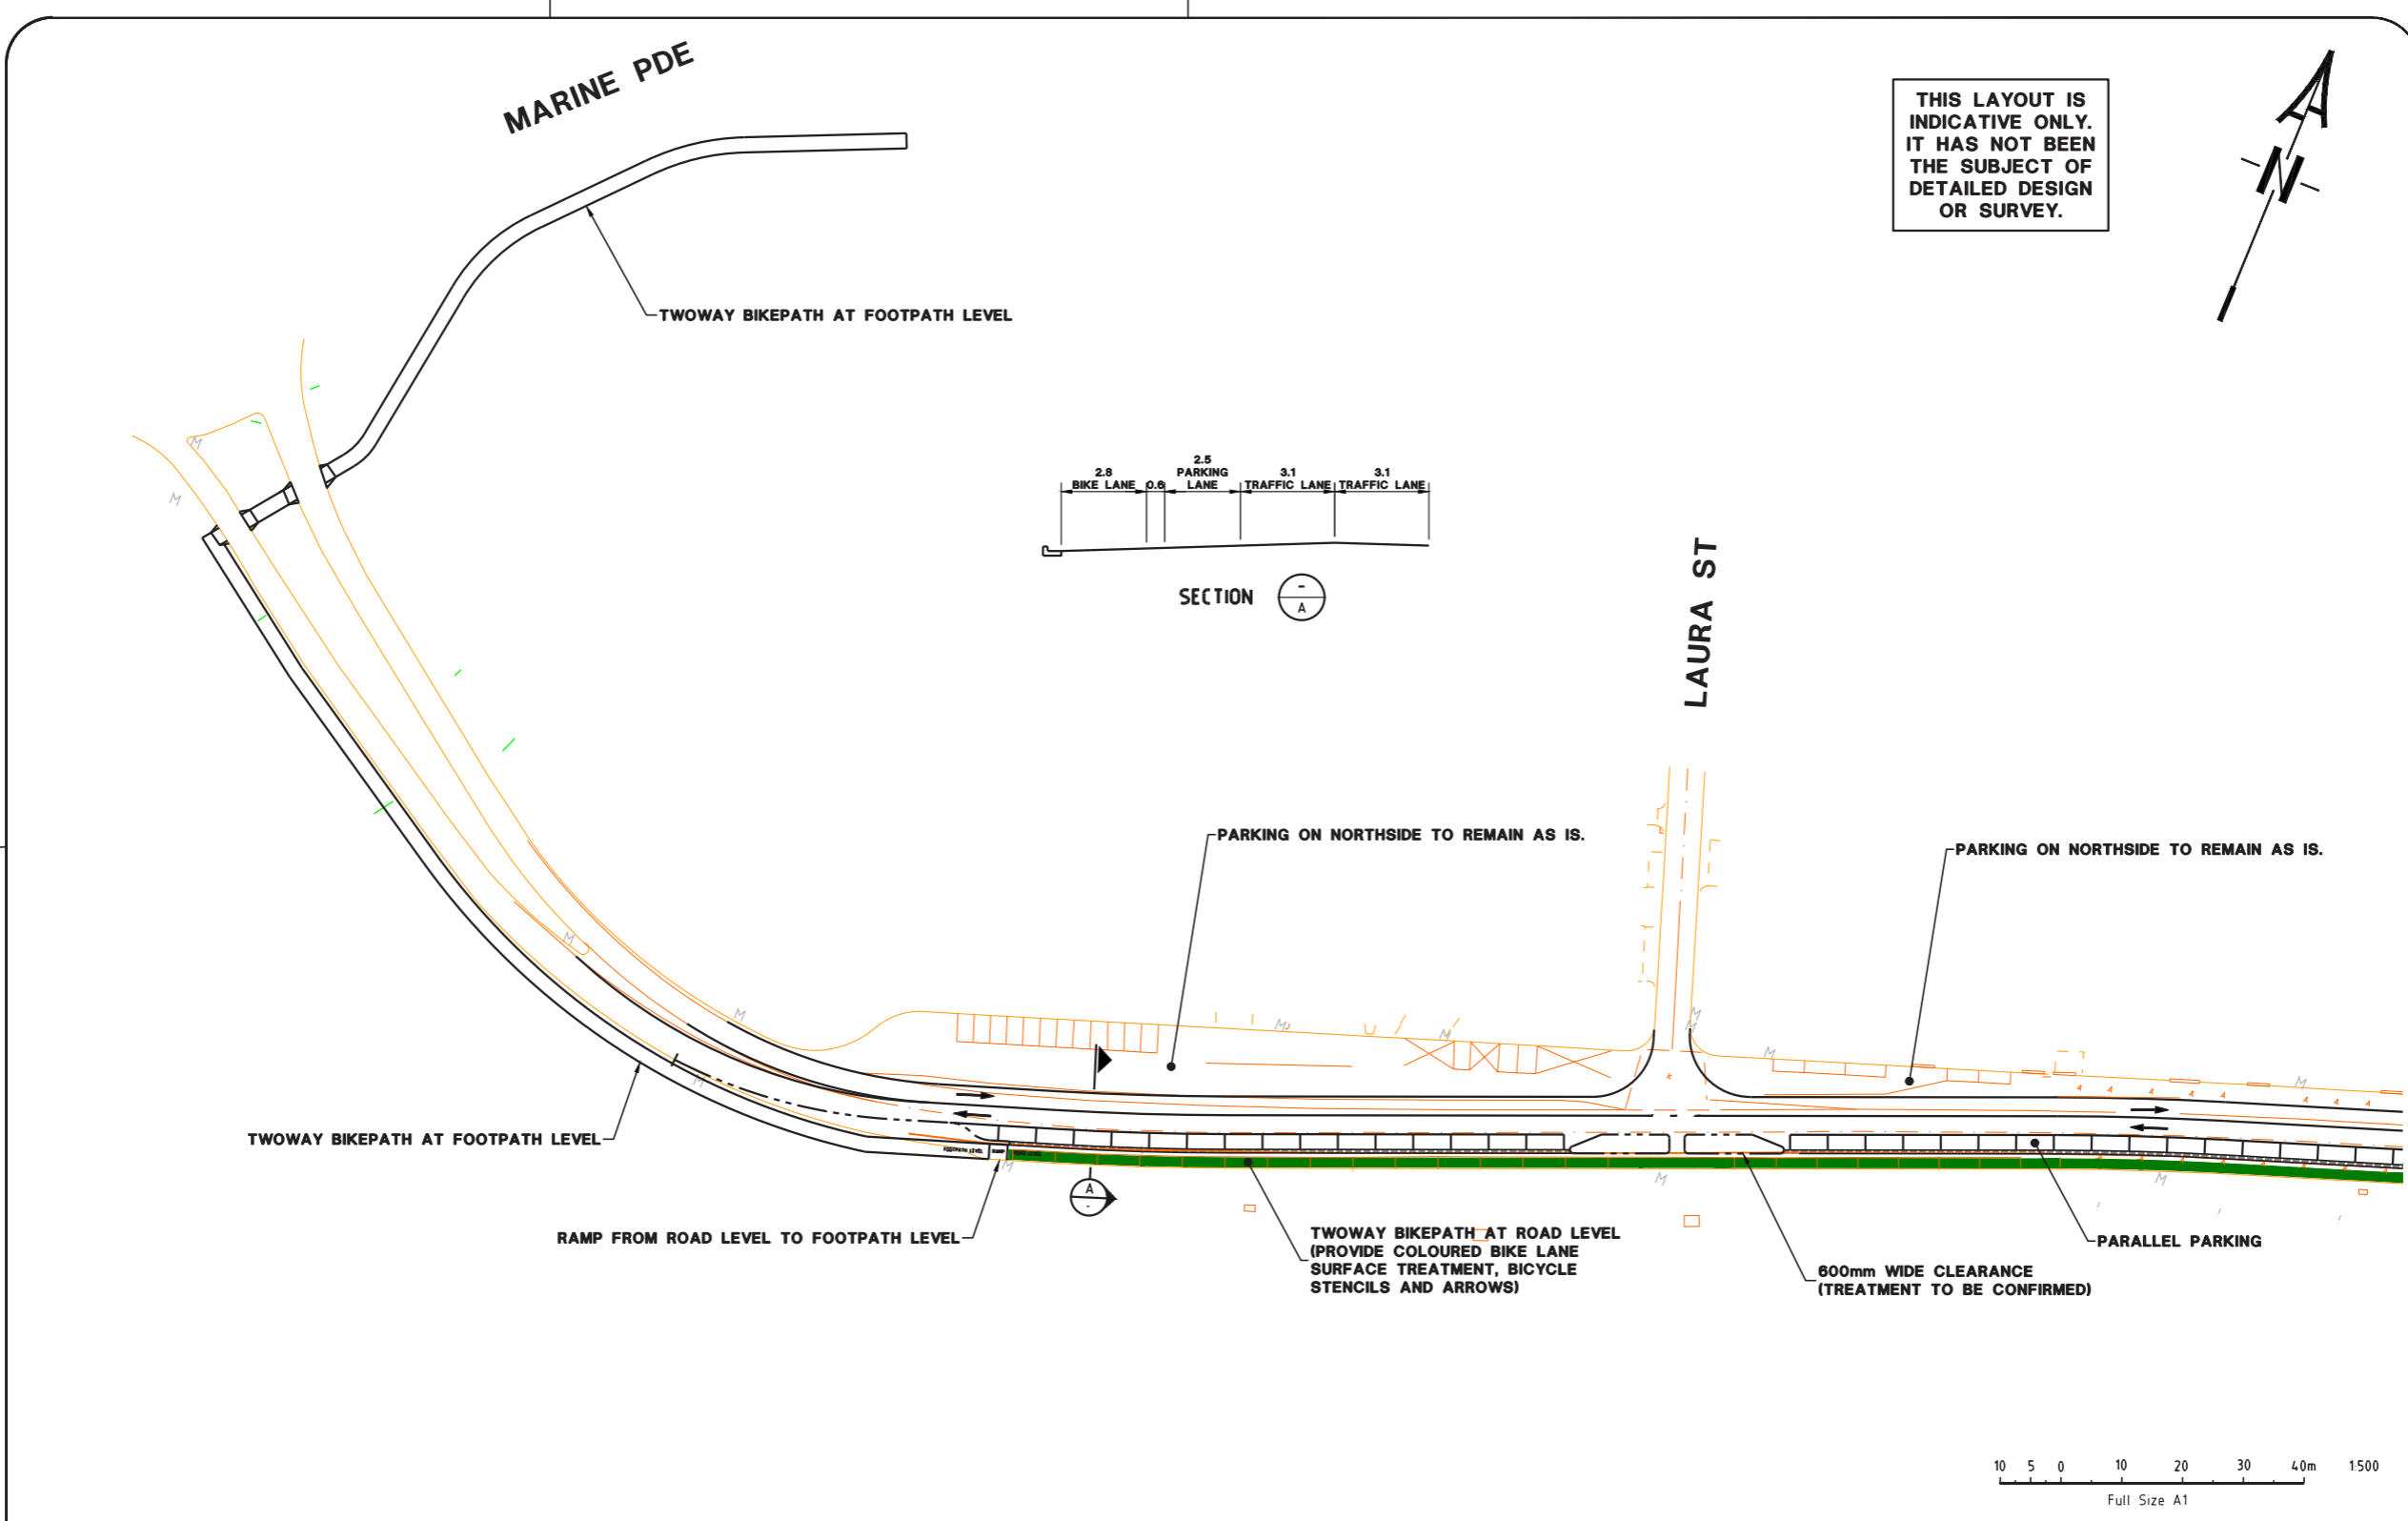 MARINE PDE
THIS LAYOUT IS
INDICATIVE ONLY.
IT HAS NOT BEEN
THE SUBJECT OF
DETAILED DESIGN
OR SURVEY.
N
TWOWAY BIKEPATH AT FOOTPATH LEVEL
2.8
BIKE LANE
0.6
2.5
PARKING
LANE
3.1
TRAFFIC LANE
3.1
TRAFFIC LANE
SECTION
-
A
LAURA ST
PARKING ON NORTHSIDE TO REMAIN AS IS.
PARKING ON NORTHSIDE TO REMAIN AS IS.
TWOWAY BIKEPATH AT FOOTPATH LEVEL
FOOTPATH LEVEL
RAMP
ROAD LEVEL
A
-
RAMP FROM ROAD LEVEL TO FOOTPATH LEVEL
TWOWAY BIKEPATH AT ROAD LEVEL
(PROVIDE COLOURED BIKE LANE
SURFACE TREATMENT, BICYCLE
STENCILS AND ARROWS)
600mm WIDE CLEARANCE
(TREATMENT TO BE CONFIRMED)
PARALLEL PARKING
10 5 0 10 20 30 40m 1:500
Full Size A1